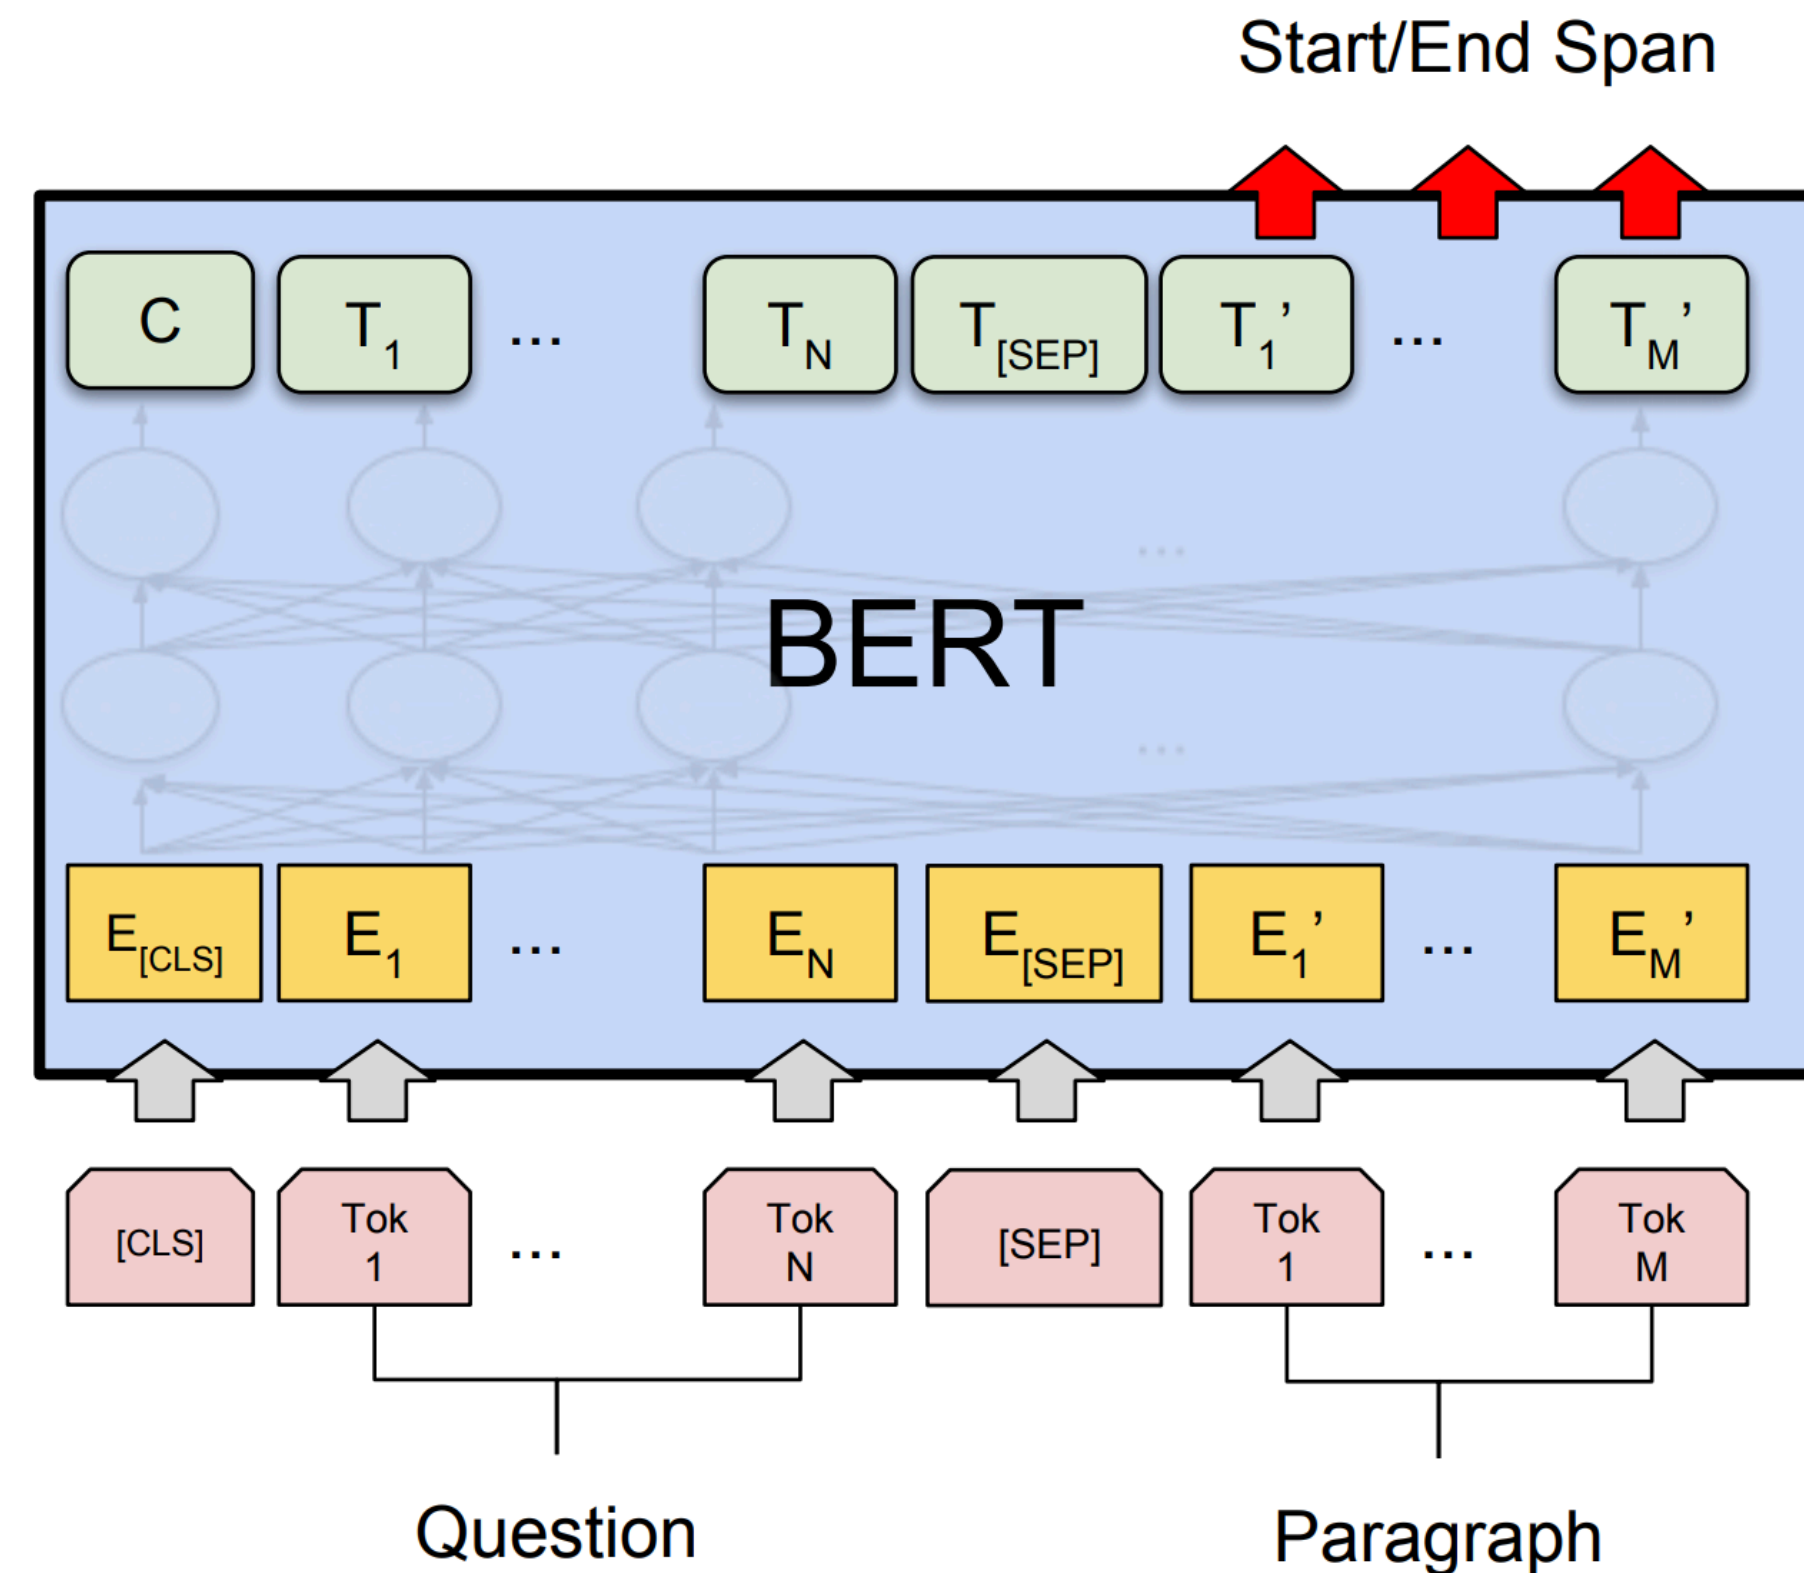 Start/End Span
C T1 ... TN T[SEP] T1’ ... TM’
...
BERT
...
E[CLS] E1 ... EN E[SEP] E1’ ... EM’
[CLS] Tok 1 ... Tok N [SEP] Tok 1 ... Tok M
Question Paragraph